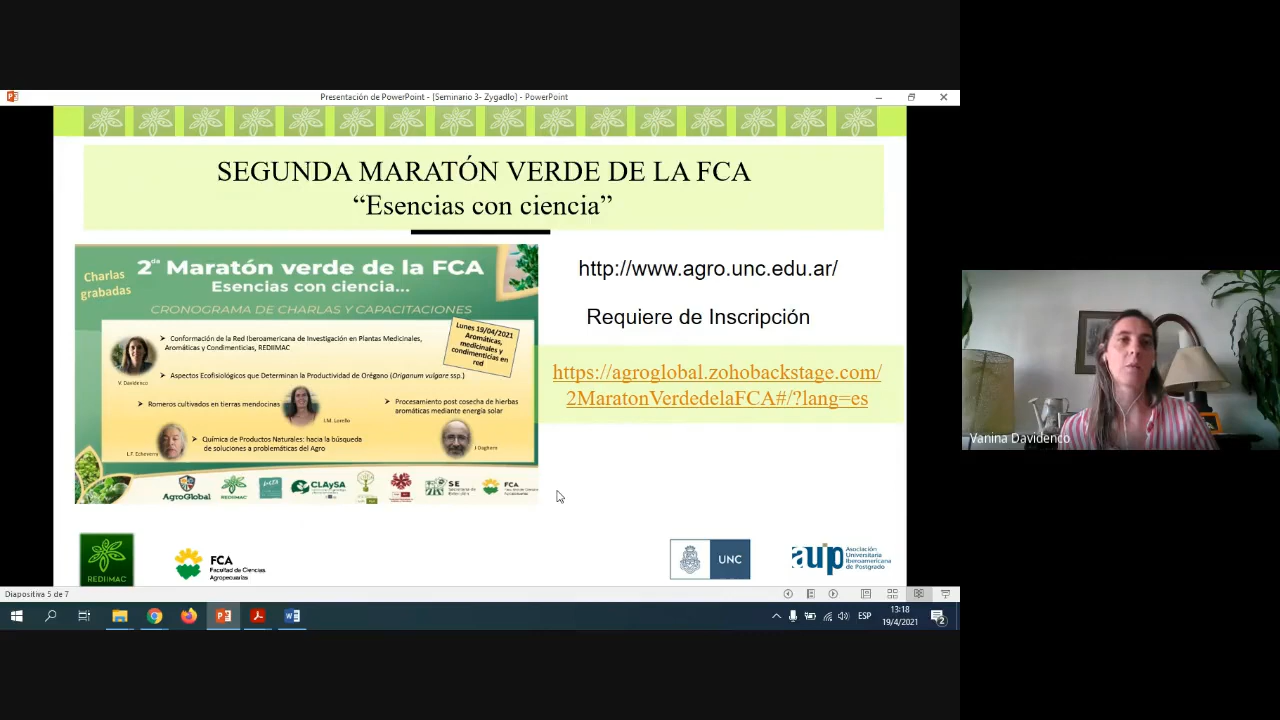 Presentación de PowerPoint - [Seminario 3- Zygadlo] - PowerPoint
SEGUNDA MARATÓN VERDE DE LA FCA
“Esencias con ciencia”
Charlas
grabadas
2da Maratón verde de la FCA
Esencias con ciencia...
CRONOGRAMA DE CHARLAS Y CAPACITACIONES
Lunes 19/04/2021
Aromáticas,
medicinales y
condimenticias en
red
Conformación de la Red Iberoamericana de Investigación en Plantas Medicinales,
Aromáticas y Condimenticias, REDIIMAC
V. Davidenco
Aspectos Ecofisiológicos que Determinan la Productividad de Orégano (Origanum vulgare ssp.)
Romeros cultivados en tierras mendocinas
I.M. Lorello
Procesamiento post cosecha de hierbas
aromáticas mediante energía solar
Química de Productos Naturales: hacia la búsqueda
de soluciones a problemáticas del Agro
L.F. Echeverri
AgroGlobal
REDIIMAC
CLAySA
SE
FCA
http://www.agro.unc.edu.ar/
Requiere de Inscripción
https://agroglobal.zohobackstage.com/
2MaratonVerdedelaFCA#/?lang=es
REDIIMAC
FCA
Facultad de Ciencias
Agropecuarias
UNC
auip
Asociación
Universitaria
Iberoamericana
de Postgrado
Vanina Davidenco
Diapositiva 5 de 7
ESP
13:18
19/4/2021
2